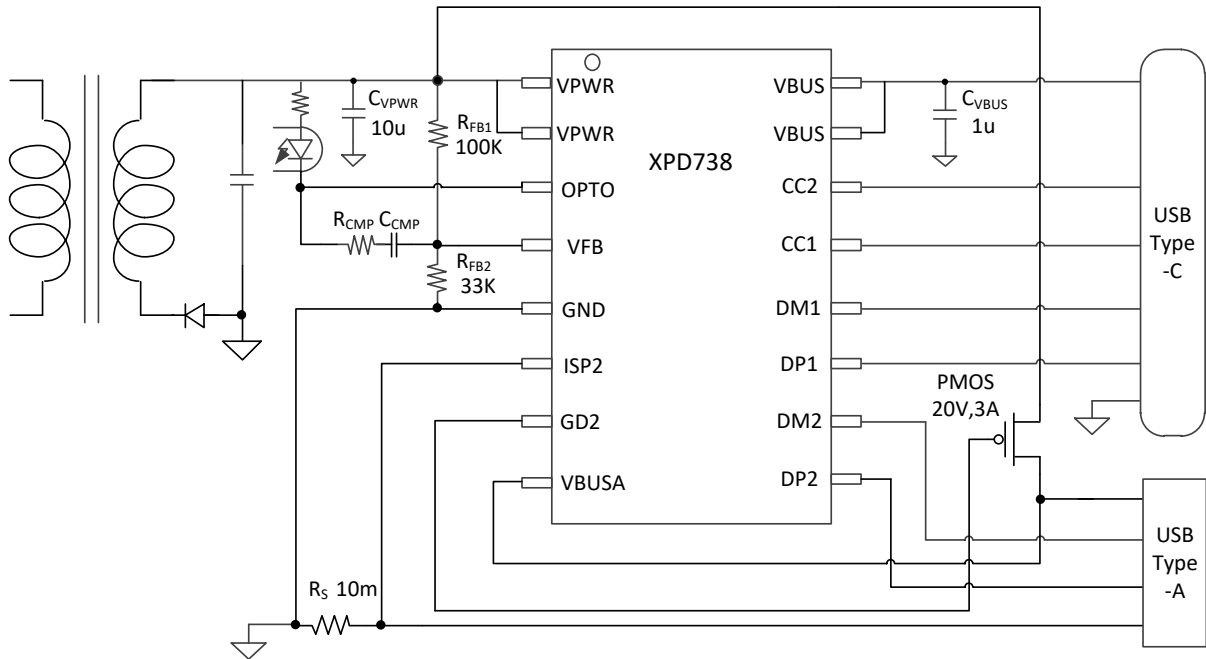 XPD738
VPWR
VPWR
OPTO
VFB
GND
ISP2
GD2
VBUSA
VBUS
VBUS
CC2
CC1
DM1
DP1
DM2
DP2
CVPWR
10u
RFB1
100K
RCMP CCMP
RFB2
33K
RS 10m
CVBUS
1u
PMOS
20V,3A
USB
Type
-C
USB
Type
-A